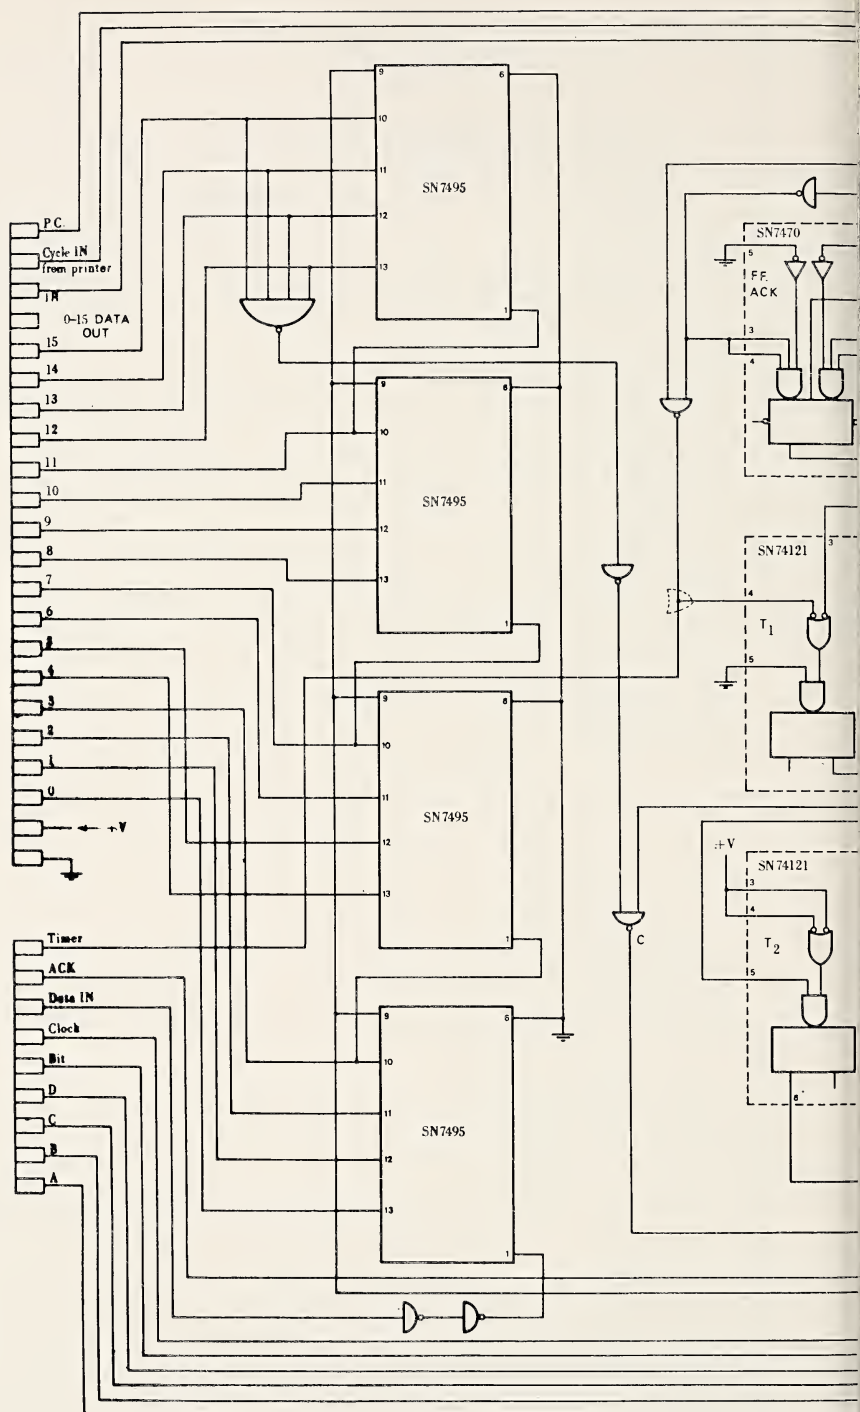 PC
Cycle IN
from printer
IN
0-15 DATA
OUT
15
14
13
12
11
10
9
8
7
6
5
4
3
2
1
0
+V
Timer
ACK
Data IN
Clock
Bit
D
C
B
A
9
10
11
12
13
6
1
SN7495
9
10
11
12
13
6
1
SN7495
9
10
11
12
13
6
1
SN7495
9
10
11
12
13
6
1
SN7495
C
SN7470
5
FF.
ACK
3
4
SN74121
3
4
T1
5
+V
SN74121
3
4
T2
5
6